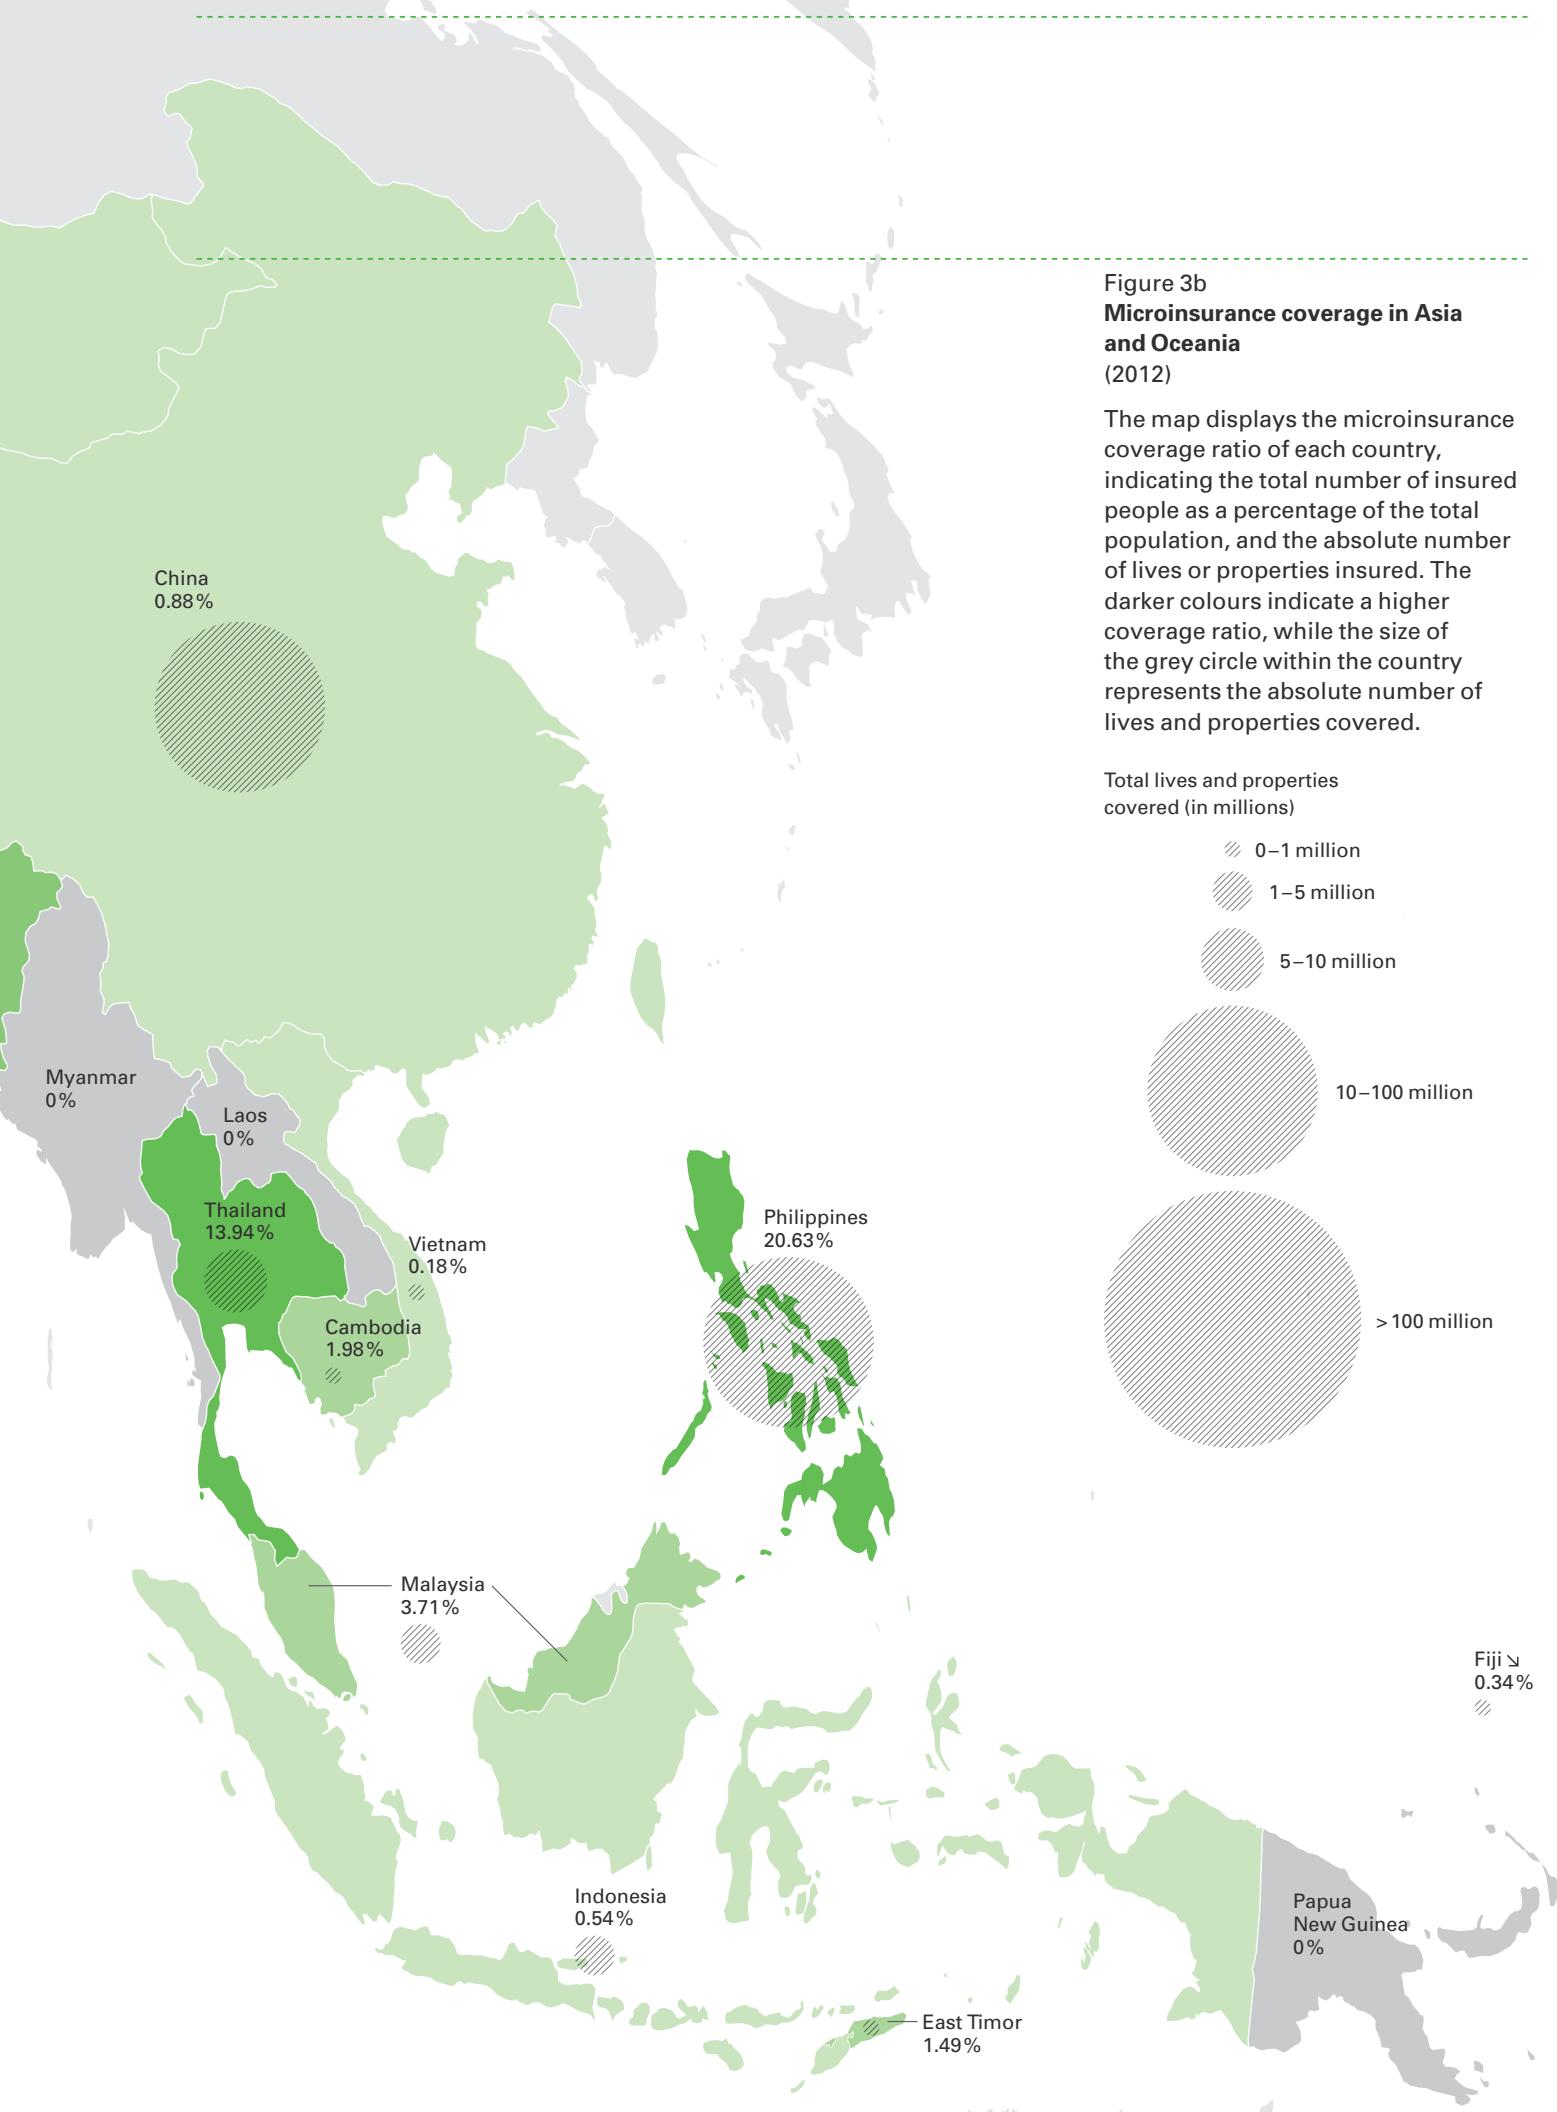 Figure 3b
Microinsurance coverage in Asia
and Oceania
(2012)
The map displays the microinsurance
coverage ratio of each country,
indicating the total number of insured
people as a percentage of the total
population, and the absolute number
of lives or properties insured. The
darker colours indicate a higher
coverage ratio, while the size of
the grey circle within the country
represents the absolute number of
lives and properties covered.
Total lives and properties
covered (in millions)
0–1 million
1–5 million
5–10 million
10–100 million
> 100 million
China
0.88%
Myanmar
0%
Laos
0%
Thailand
13.94%
Vietnam
0.18%
Cambodia
1.98%
Philippines
20.63%
Malaysia
3.71%
Fiji ↘
0.34%
Indonesia
0.54%
Papua
New Guinea
0%
East Timor
1.49%